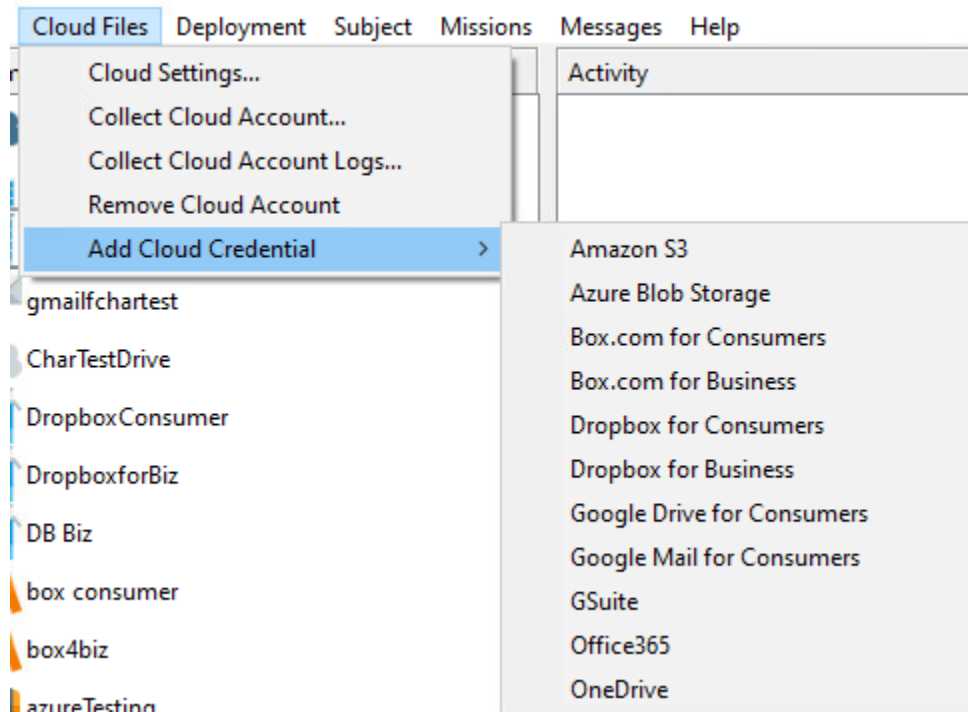 Cloud Files Deployment Subject Missions Messages Help
Activity
Cloud Settings...
Collect Cloud Account...
Collect Cloud Account Logs...
Remove Cloud Account
Add Cloud Credential >
Amazon S3
Azure Blob Storage
Box.com for Consumers
Box.com for Business
Dropbox for Consumers
Dropbox for Business
Google Drive for Consumers
Google Mail for Consumers
GSuite
Office365
OneDrive
gmailfchartest
CharTestDrive
DropboxConsumer
DropboxforBiz
DB Biz
box consumer
box4biz
azureTesting